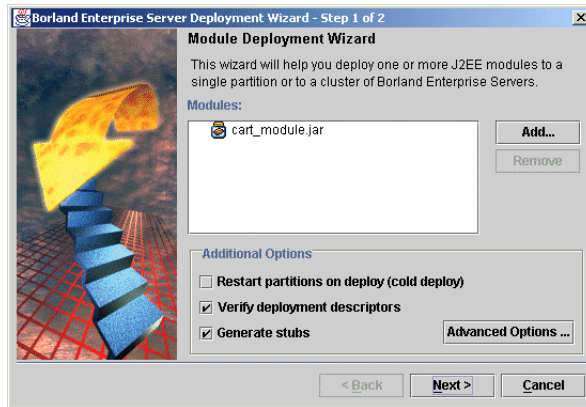 Borland Enterprise Server Deployment Wizard - Step 1 of 2
Module Deployment Wizard
This wizard will help you deploy one or more J2EE modules to a
single partition or to a cluster of Borland Enterprise Servers.
Modules:
cart_module.jar
Add...
Remove
Additional Options
Restart partitions on deploy (cold deploy)
Verify deployment descriptors
Generate stubs
Advanced Options ...
< Back
Next >
Cancel